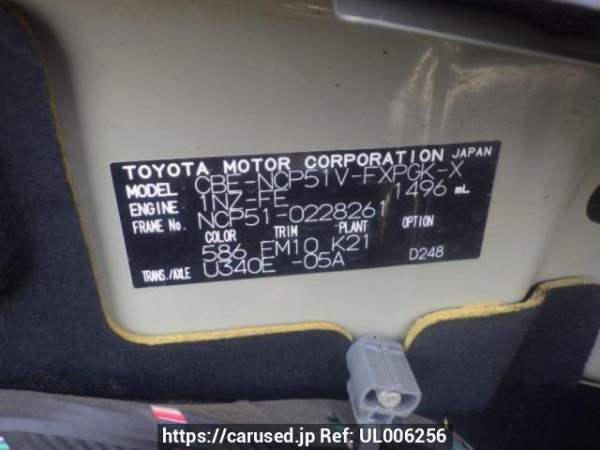 TOYOTA MOTOR CORPORATION JAPAN
MODEL CBE-NCP51V-FXPGK-X
ENGINE 1NZ-FE 1496 mL
FRAME No. NCP51-0228261
COLOR TRIM PLANT OPTION
586 FM10 K21
TRANS./AXLE U340E -05A D248
https://carused.jp Ref: UL006256